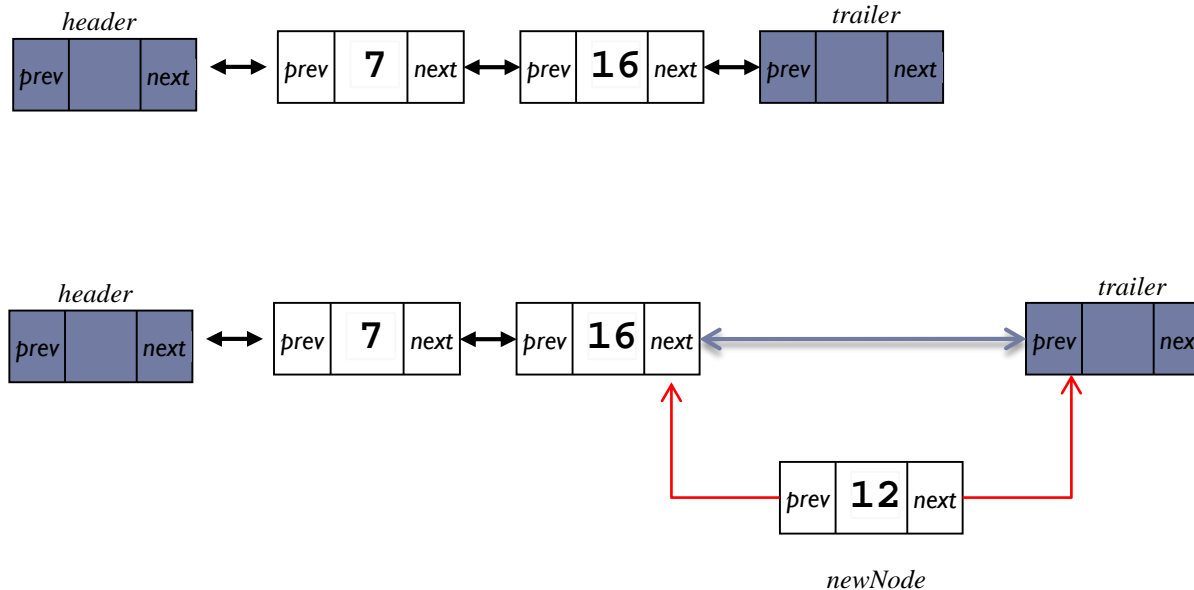 header
trailer
prev next
prev 7 next
prev 16 next
prev next
header
trailer
prev next
prev 7 next
prev 16 next
prev
prev 12 next
newNode